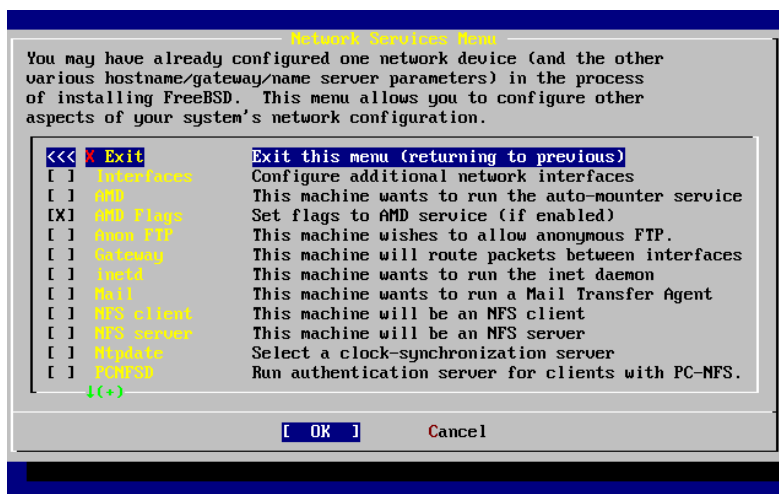 Network Services Menu
You may have already configured one network device (and the other
various hostname/gateway/name server parameters) in the process
of installing FreeBSD.  This menu allows you to configure other
aspects of your system's network configuration.
<<< X Exit Exit this menu (returning to previous)
[ ] Interfaces Configure additional network interfaces
[ ] AMD This machine wants to run the auto-mounter service
[X] AMD Flags Set flags to AMD service (if enabled)
[ ] Anon FTP This machine wishes to allow anonymous FTP.
[ ] Gateway This machine will route packets between interfaces
[ ] inetd This machine wants to run the inet daemon
[ ] Mail This machine wants to run a Mail Transfer Agent
[ ] NFS client This machine will be an NFS client
[ ] NFS server This machine will be an NFS server
[ ] Ntpdate Select a clock-synchronization server
[ ] PCNFSD Run authentication server for clients with PC-NFS.
↓(+)
[ OK ] Cancel